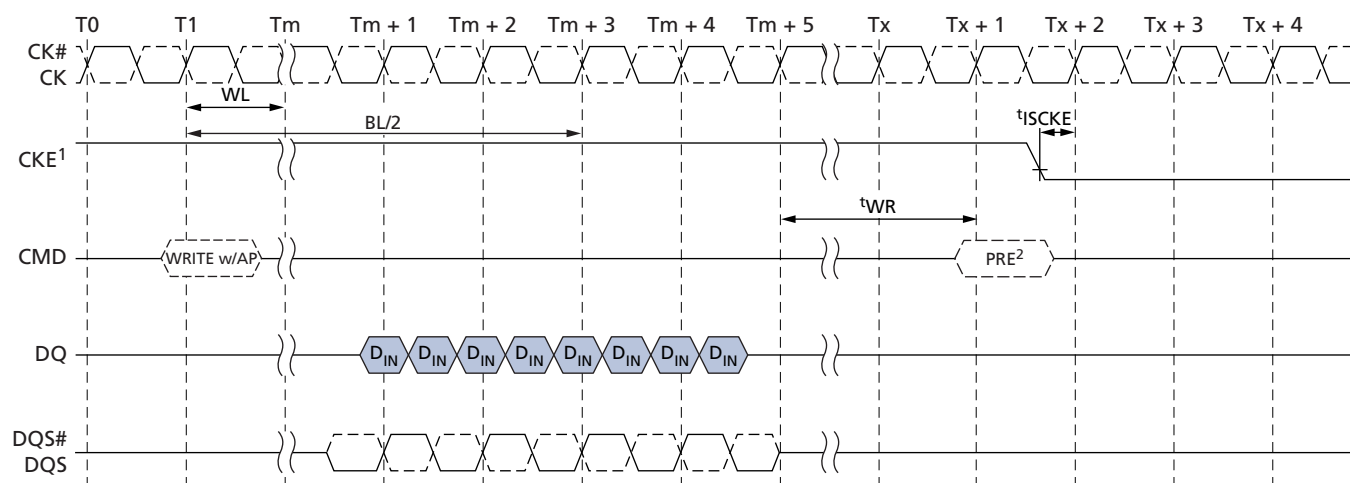 T0 T1 Tm Tm + 1 Tm + 2 Tm + 3 Tm + 4 Tm + 5 Tx Tx + 1 Tx + 2 Tx + 3 Tx + 4
CK#
CK
WL
BL/2
tISCKE
CKE1
tWR
CMD WRITE w/AP PRE2
DQ DIN DIN DIN DIN DIN DIN DIN DIN
DQS#
DQS